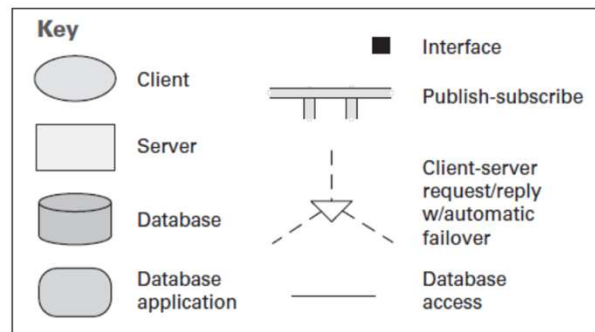 Key
Client
Server
Database
Database
application
Interface
Publish-subscribe
Client-server
request/reply
w/automatic
failover
Database
access